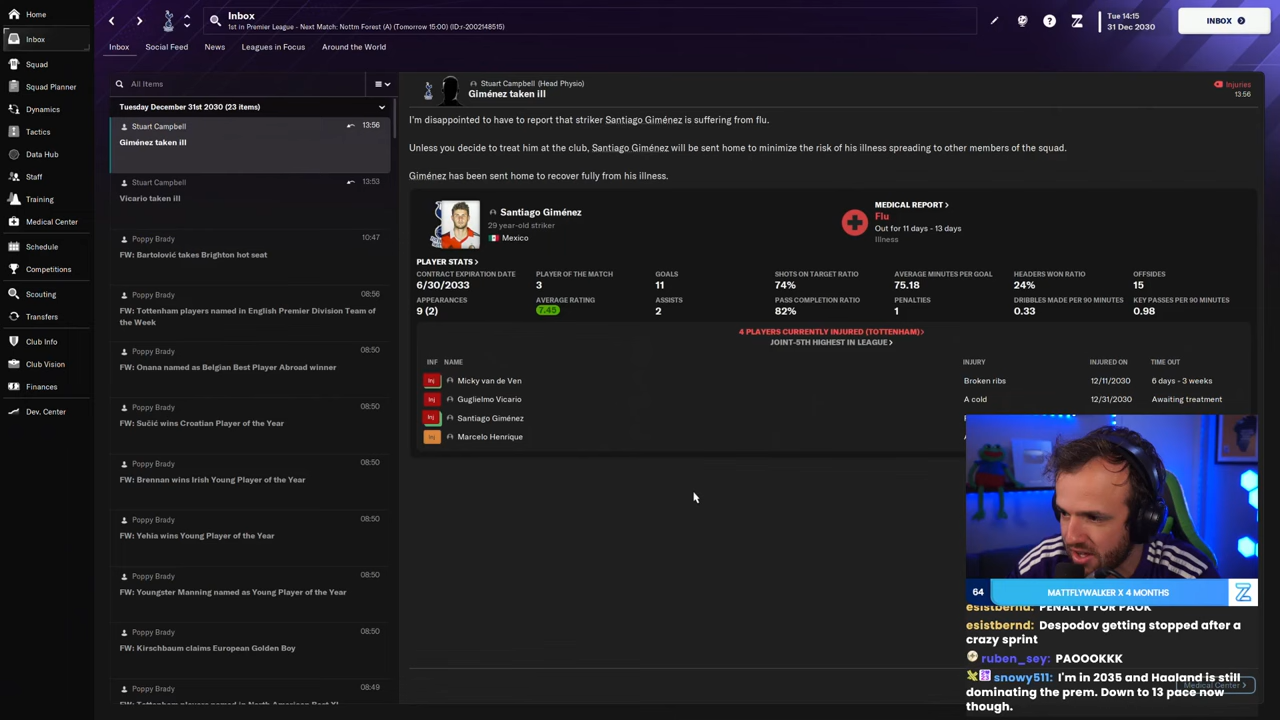 Home
Inbox
Squad
Squad Planner
Dynamics
Tactics
Data Hub
Staff
Training
Medical Center
Schedule
Competitions
Scouting
Transfers
Club Info
Club Vision
Finances
Dev. Center
Inbox
1st in Premier League - Next Match: Nottm Forest (A) (Tomorrow 15:00) (ID:r-2002148515)
Tue 14:15
31 Dec 2030
INBOX
Inbox
Social Feed
News
Leagues in Focus
Around the World
All Items
Tuesday December 31st 2030 (23 items)
Stuart Campbell 13:56
Giménez taken ill
Stuart Campbell 13:53
Vicario taken ill
Poppy Brady 10:47
FW: Bartolović takes Brighton hot seat
Poppy Brady 08:56
FW: Tottenham players named in English Premier Division Team of
the Week
Poppy Brady 08:50
FW: Onana named as Belgian Best Player Abroad winner
Poppy Brady 08:50
FW: Sučić wins Croatian Player of the Year
Poppy Brady 08:50
FW: Brennan wins Irish Young Player of the Year
Poppy Brady 08:50
FW: Yehia wins Young Player of the Year
Poppy Brady 08:50
FW: Youngster Manning named as Young Player of the Year
Poppy Brady 08:50
FW: Kirschbaum claims European Golden Boy
Poppy Brady 08:49
FW: Tottenham players named in North American Best XI
Stuart Campbell (Head Physio)
Giménez taken ill
Injuries
13:56
I'm disappointed to have to report that striker Santiago Giménez is suffering from flu.
Unless you decide to treat him at the club, Santiago Giménez will be sent home to minimize the risk of his illness spreading to other members of the squad.
Giménez has been sent home to recover fully from his illness.
Santiago Giménez
29 year-old striker
Mexico
MEDICAL REPORT >
Flu
Out for 11 days - 13 days
Illness
PLAYER STATS >
CONTRACT EXPIRATION DATE PLAYER OF THE MATCH GOALS SHOTS ON TARGET RATIO AVERAGE MINUTES PER GOAL HEADERS WON RATIO OFFSIDES
6/30/2033 3 11 74% 75.18 24% 15
APPEARANCES AVERAGE RATING ASSISTS PASS COMPLETION RATIO PENALTIES DRIBBLES MADE PER 90 MINUTES KEY PASSES PER 90 MINUTES
9 (2) 7.45 2 82% 1 0.33 0.98
4 PLAYERS CURRENTLY INJURED (TOTTENHAM) >
JOINT-5TH HIGHEST IN LEAGUE >
INF NAME INJURY INJURED ON TIME OUT
Inj Micky van de Ven Broken ribs 12/11/2030 6 days - 3 weeks
Inj Guglielmo Vicario A cold 12/31/2030 Awaiting treatment
Inj Santiago Giménez
Inj Marcelo Henrique
64 MATTFLYWALKER X 4 MONTHS
esistbernd: PENALTY FOR PAOK
esistbernd: Despodov getting stopped after a
crazy sprint
ruben_sey: PAOOOKKK
snowy511: I'm in 2035 and Haaland is still
dominating the prem. Down to 13 pace now
though.
Medical Center >